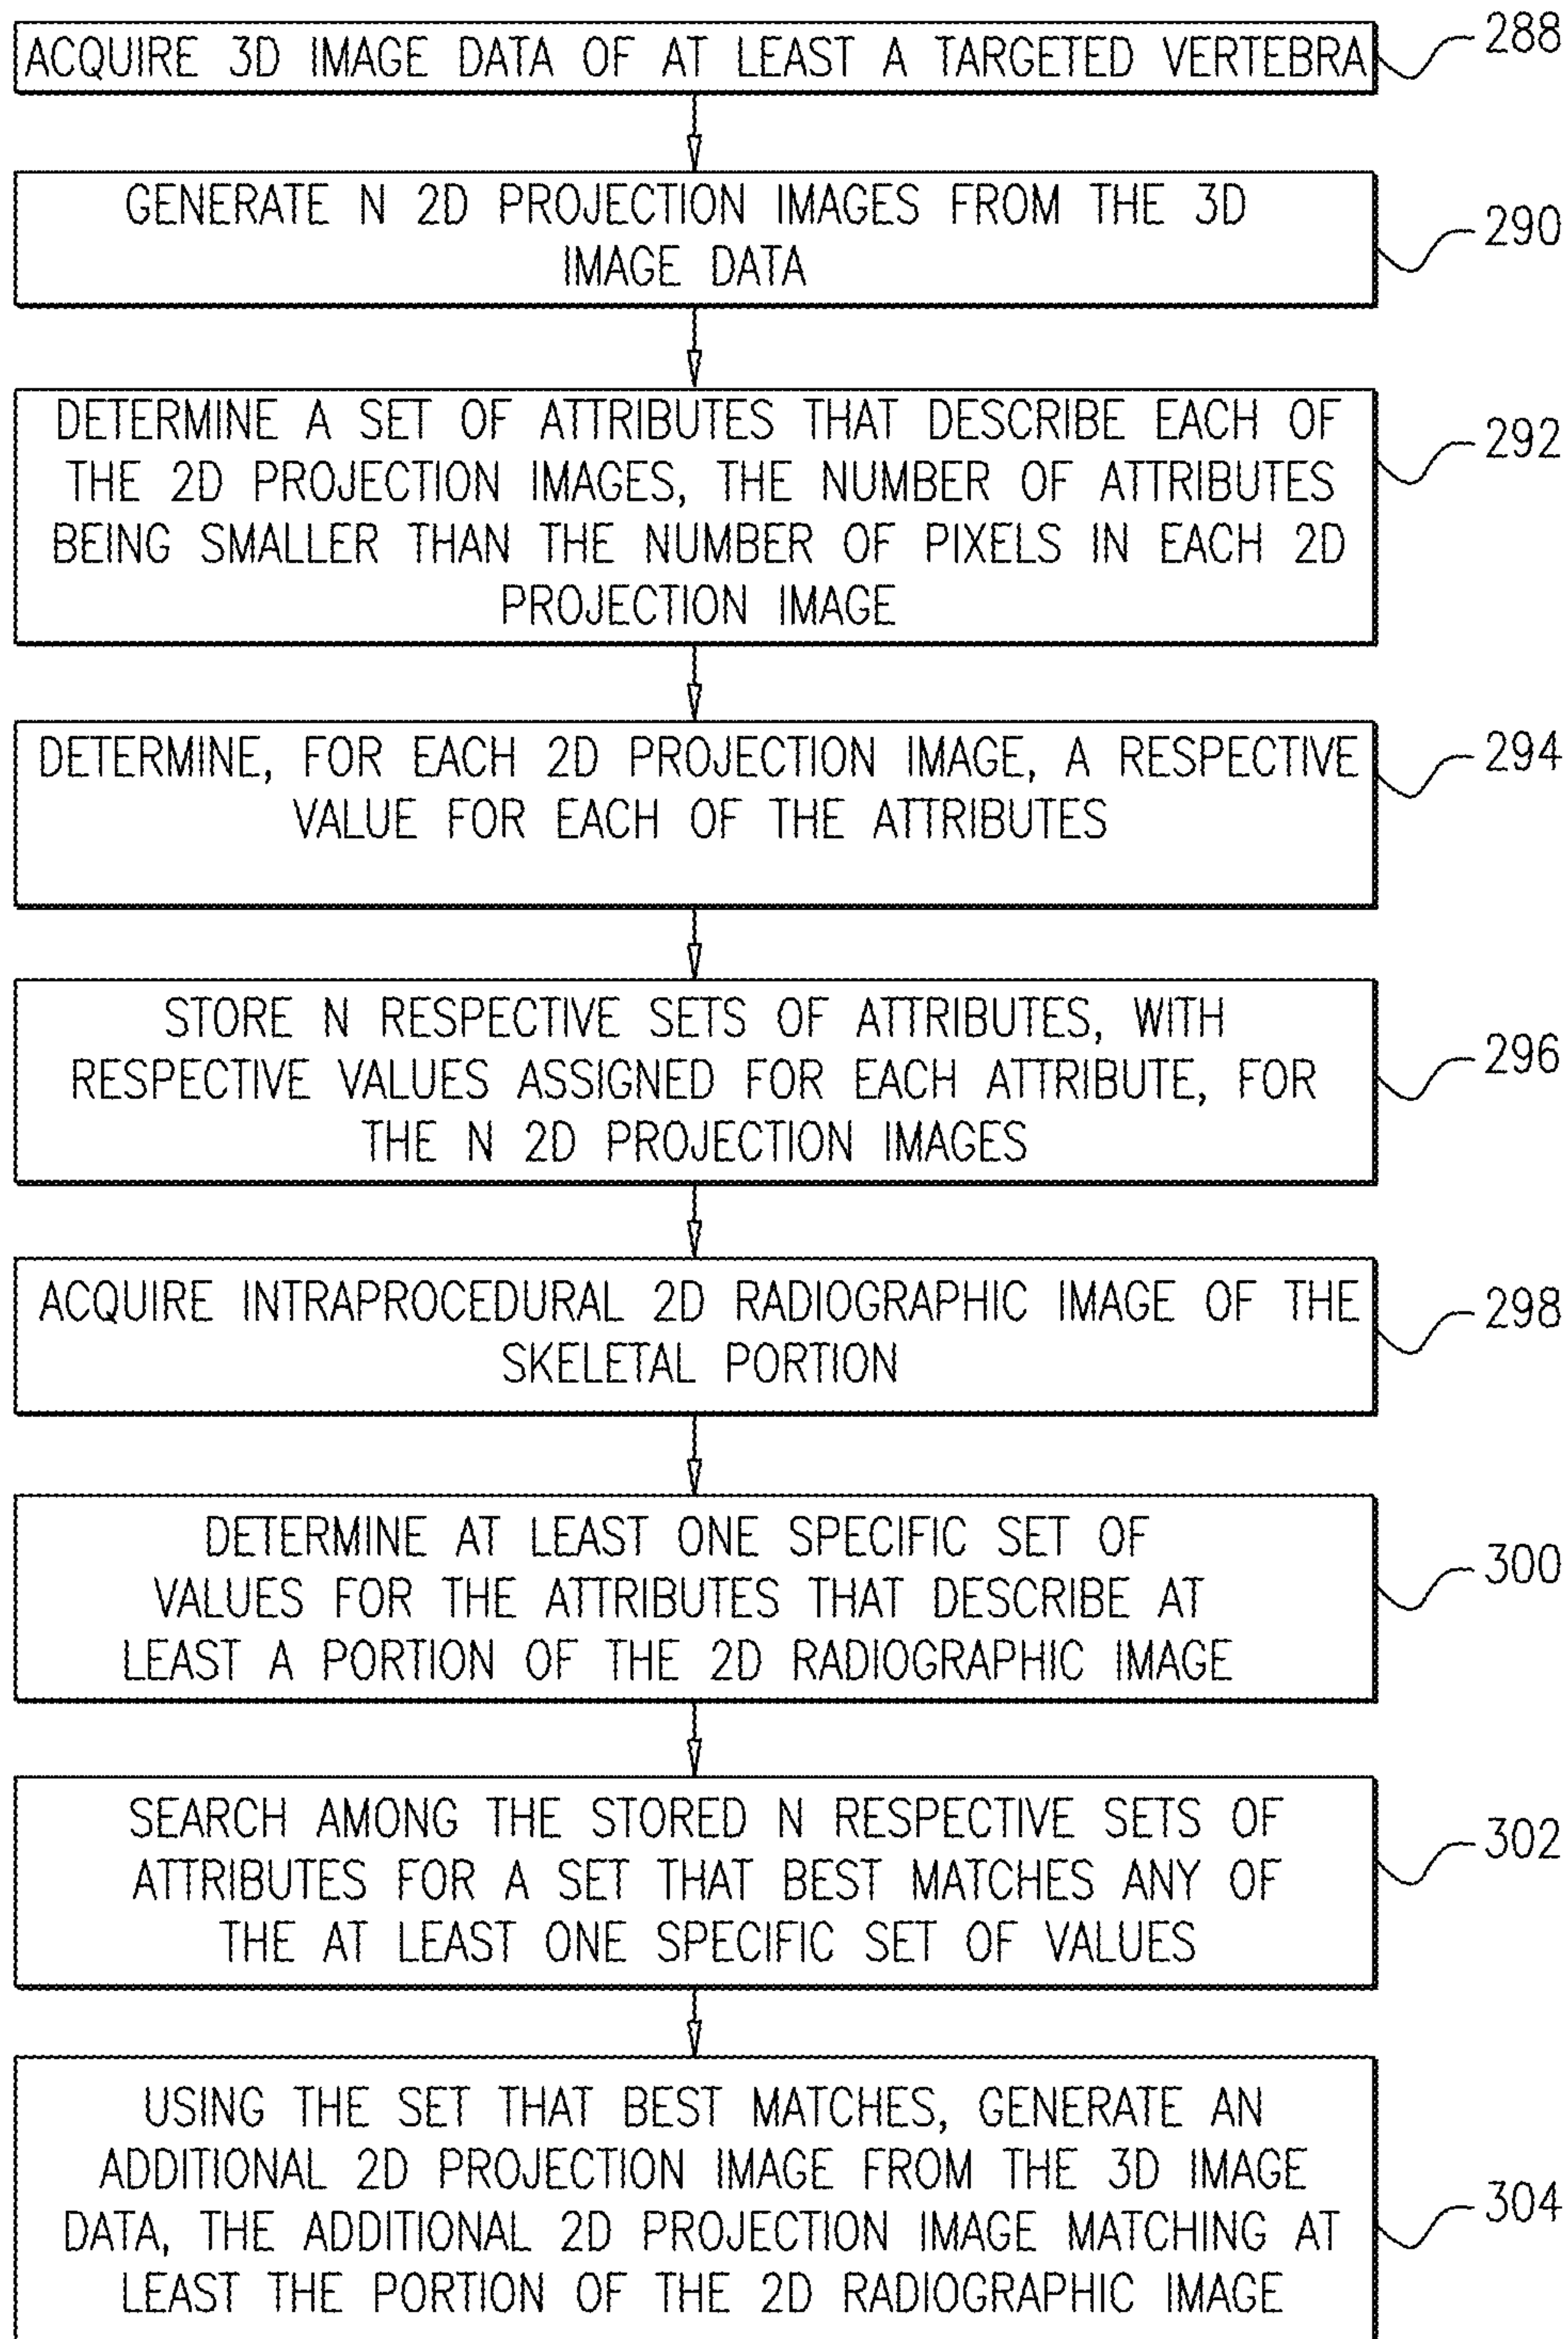 ACQUIRE 3D IMAGE DATA OF AT LEAST A TARGETED VERTEBRA
288
GENERATE N 2D PROJECTION IMAGES FROM THE 3D
IMAGE DATA
290
DETERMINE A SET OF ATTRIBUTES THAT DESCRIBE EACH OF
THE 2D PROJECTION IMAGES, THE NUMBER OF ATTRIBUTES
BEING SMALLER THAN THE NUMBER OF PIXELS IN EACH 2D
PROJECTION IMAGE
292
DETERMINE, FOR EACH 2D PROJECTION IMAGE, A RESPECTIVE
VALUE FOR EACH OF THE ATTRIBUTES
294
STORE N RESPECTIVE SETS OF ATTRIBUTES, WITH
RESPECTIVE VALUES ASSIGNED FOR EACH ATTRIBUTE, FOR
THE N 2D PROJECTION IMAGES
296
ACQUIRE INTRAPROCEDURAL 2D RADIOGRAPHIC IMAGE OF THE
SKELETAL PORTION
298
DETERMINE AT LEAST ONE SPECIFIC SET OF
VALUES FOR THE ATTRIBUTES THAT DESCRIBE AT
LEAST A PORTION OF THE 2D RADIOGRAPHIC IMAGE
300
SEARCH AMONG THE STORED N RESPECTIVE SETS OF
ATTRIBUTES FOR A SET THAT BEST MATCHES ANY OF
THE AT LEAST ONE SPECIFIC SET OF VALUES
302
USING THE SET THAT BEST MATCHES, GENERATE AN
ADDITIONAL 2D PROJECTION IMAGE FROM THE 3D IMAGE
DATA, THE ADDITIONAL 2D PROJECTION IMAGE MATCHING AT
LEAST THE PORTION OF THE 2D RADIOGRAPHIC IMAGE
304